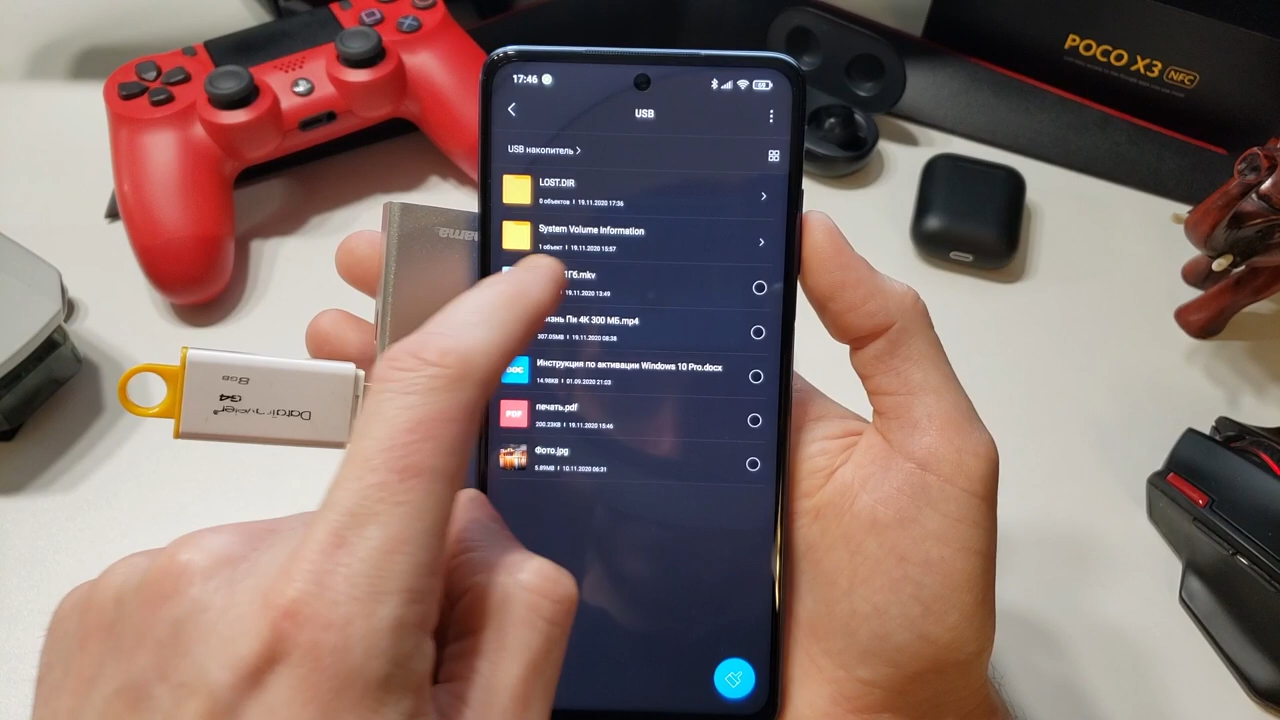 POCO X3 NFC
17:46
69
USB
USB накопитель
LOST.DIR
0 объектов | 19.11.2020 17:36
System Volume Information
1 объект | 19.11.2020 15:57
1Гб.mkv
19.11.2020 13:49
знь Пи 4K 300 МБ.mp4
307.05MB | 19.11.2020 08:38
DOC
Инструкция по активации Windows 10 Pro.docx
14.98KB | 01.09.2020 21:03
PDF
печать.pdf
200.23KB | 19.11.2020 15:46
Фото.jpg
5.89MB | 10.11.2020 06:31
hama
8GB
G4
DataTraveler